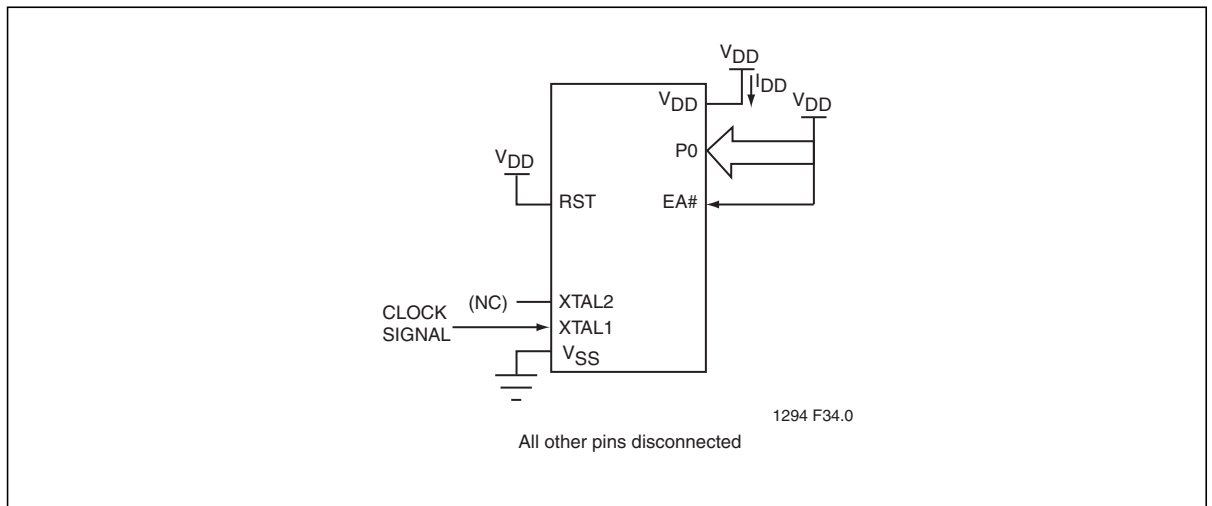 VDD
IDD
VDD
VDD
P0
VDD
RST
EA#
(NC)
XTAL2
CLOCK
SIGNAL
XTAL1
VSS
1294 F34.0
All other pins disconnected